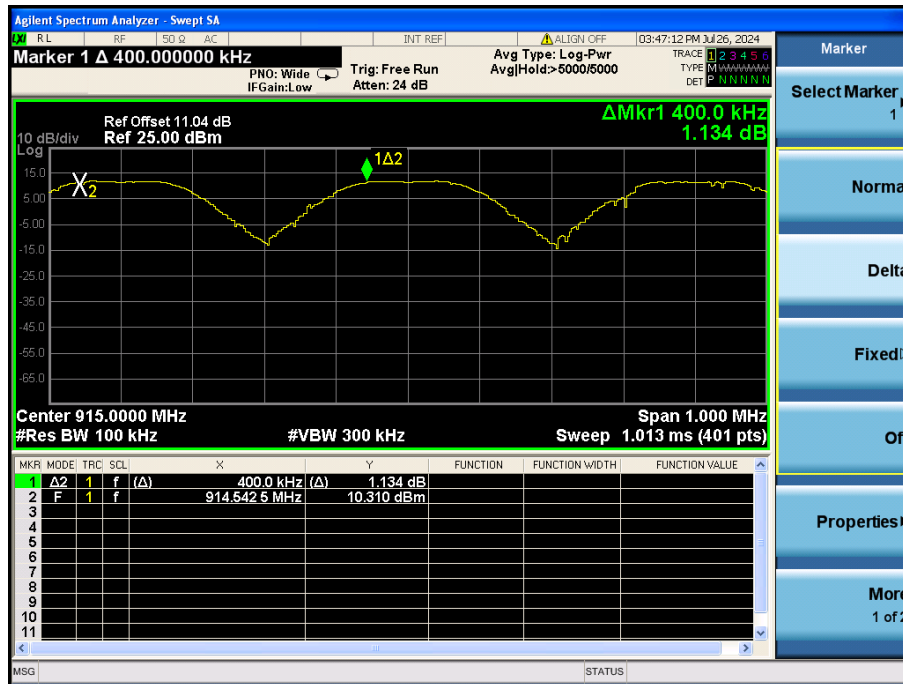 Agilent Spectrum Analyzer - Swept SA
LXI RL RF 50 Ω AC INT REF ALIGN OFF 03:47:12 PM Jul 26, 2024
Marker 1 Δ 400.000000 kHz
PNO: Wide
IFGain:Low
Trig: Free Run
Atten: 24 dB
Avg Type: Log-Pwr
Avg|Hold:>5000/5000
TRACE 1 2 3 4 5 6
TYPE M W W W W W
DET P N N N N N
10 dB/div
Log
Ref Offset 11.04 dB
Ref 25.00 dBm
ΔMkr1 400.0 kHz
1.134 dB
15.0
5.00
-5.00
-15.0
-25.0
-35.0
-45.0
-55.0
-65.0
X2
1Δ2
Center 915.0000 MHz Span 1.000 MHz
#Res BW 100 kHz #VBW 300 kHz Sweep 1.013 ms (401 pts)
MKR MODE TRC SCL X Y FUNCTION FUNCTION WIDTH FUNCTION VALUE
1 Δ2 1 f (Δ) 400.0 kHz (Δ) 1.134 dB
2 F 1 f 914.542 5 MHz 10.310 dBm
3
4
5
6
7
8
9
10
11
MSG STATUS
Marker
Select Marker
1
Norma
Delta
Fixed
Of
Properties
More
1 of 2